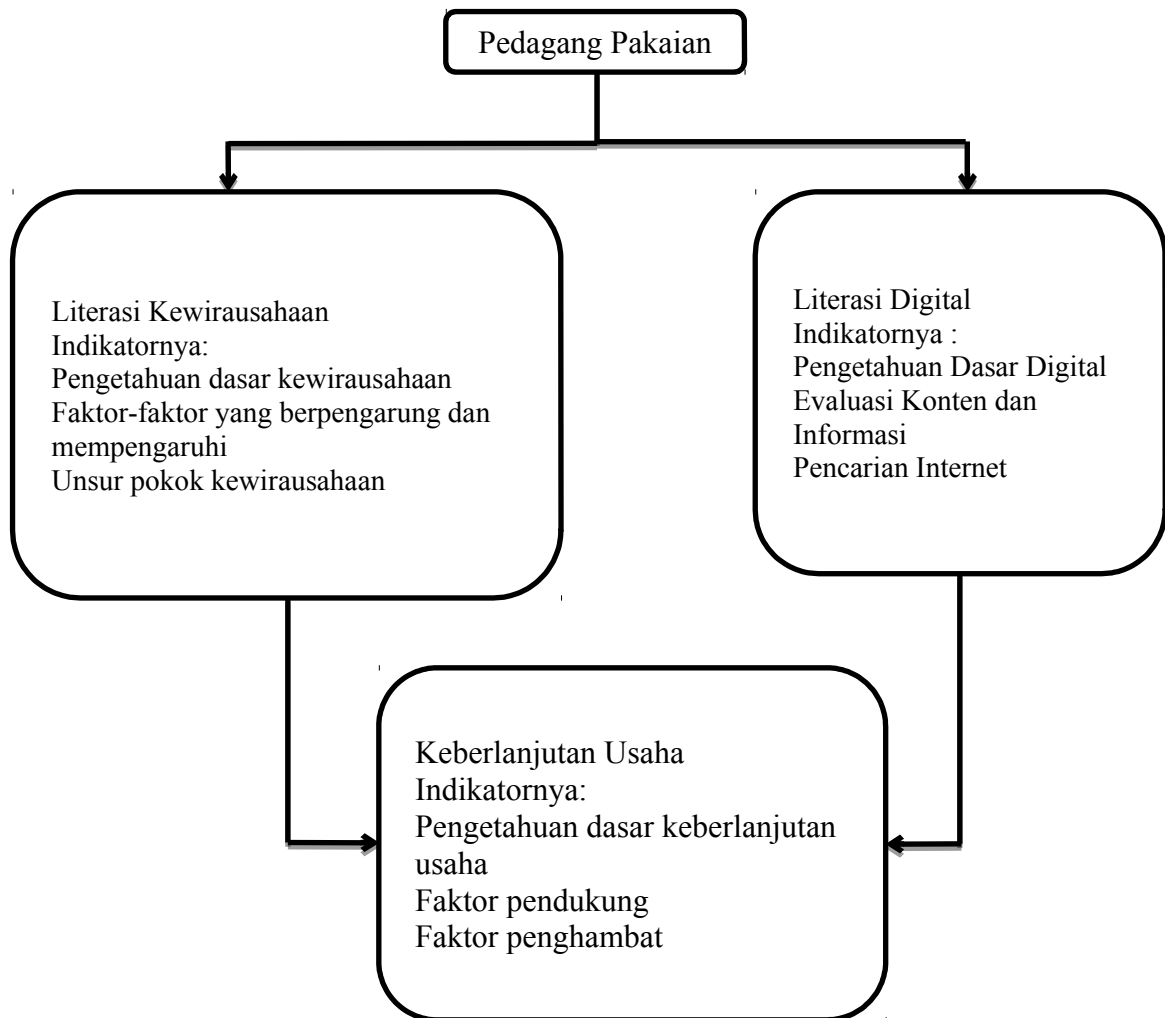 Pedagang Pakaian
Literasi Kewirausahaan
Indikatornya:
Pengetahuan dasar kewirausahaan
Faktor-faktor yang berpengarung dan
mempengaruhi
Unsur pokok kewirausahaan
Literasi Digital
Indikatornya :
Pengetahuan Dasar Digital
Evaluasi Konten dan
Informasi
Pencarian Internet
Keberlanjutan Usaha
Indikatornya:
Pengetahuan dasar keberlanjutan
usaha
Faktor pendukung
Faktor penghambat